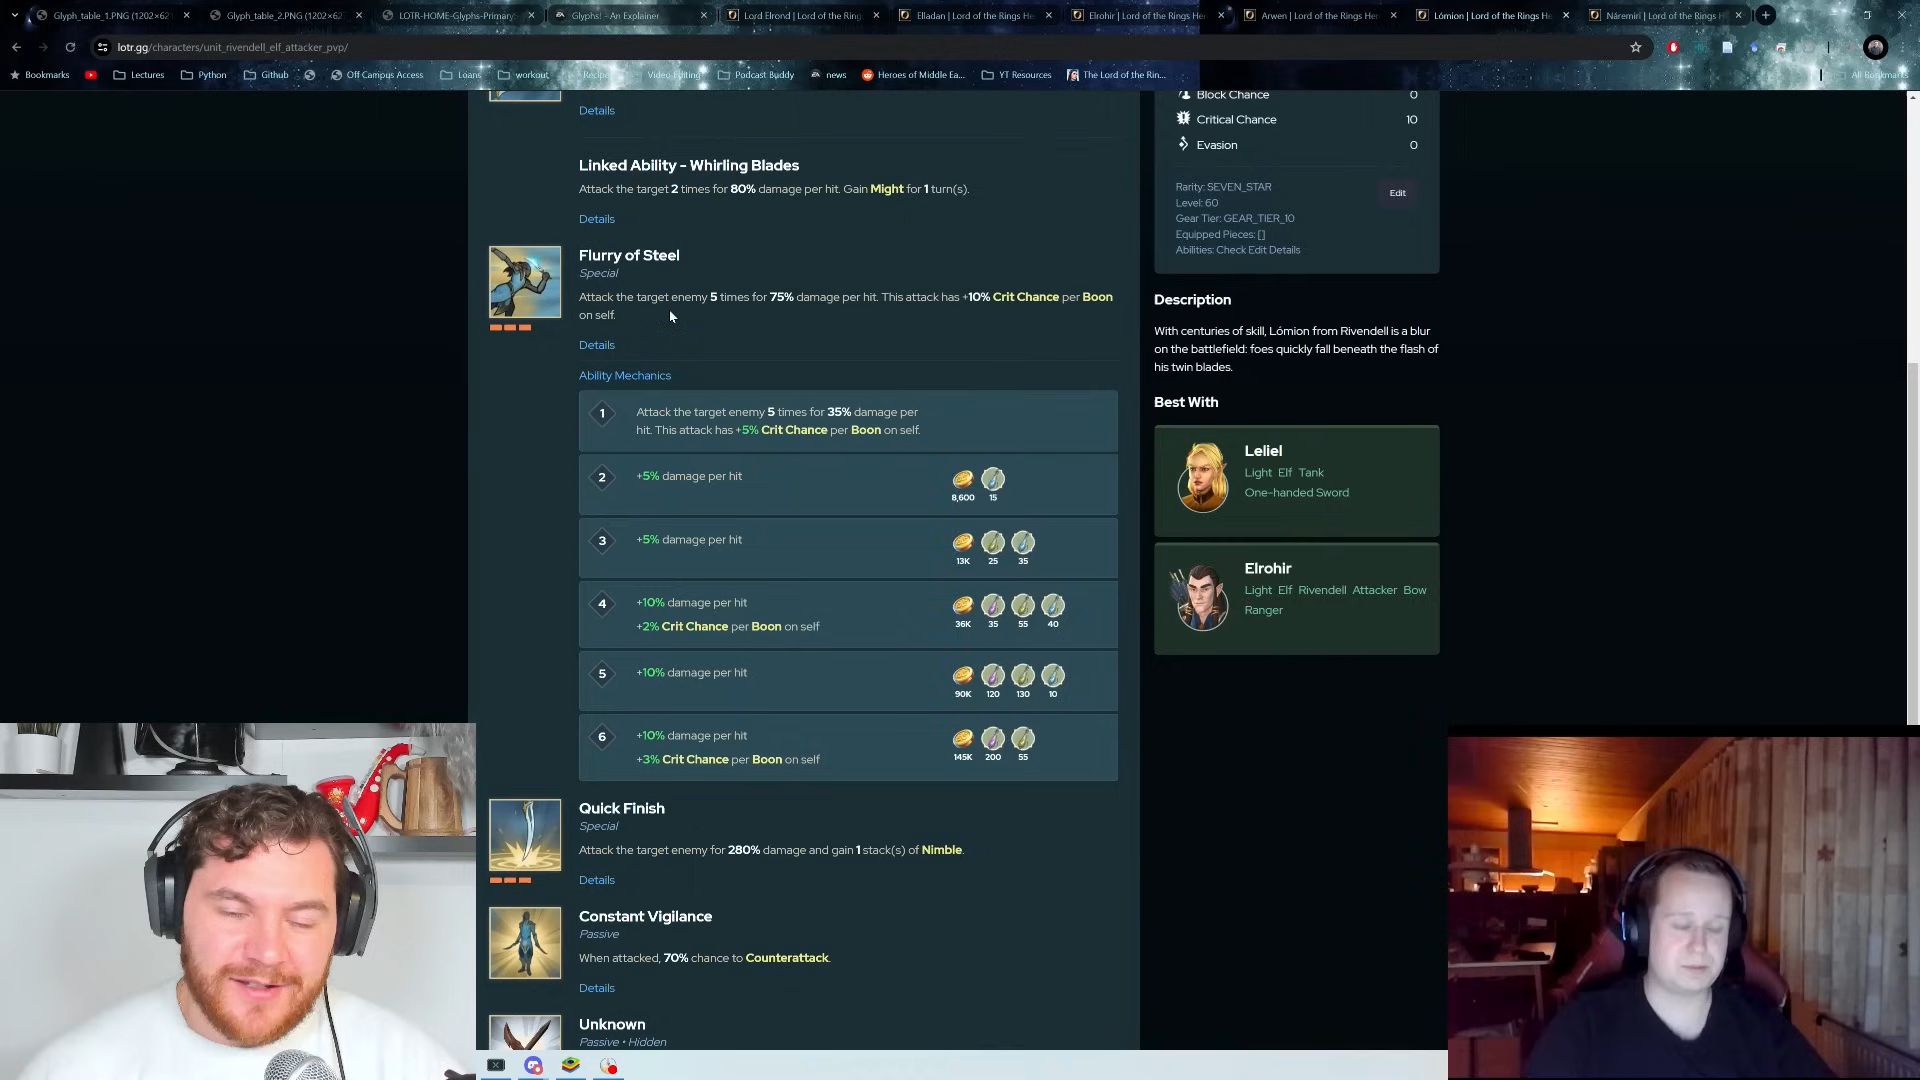 Glyph_table_1.PNG (1202×621
Glyph_table_2.PNG (1202×62
LOTR-HOME-Glyphs-Primary
Glyphs! - An Explainer
Lord Elrond | Lord of the Ring
Elladan | Lord of the Rings He
Elrohir | Lord of the Rings Her
Arwen | Lord of the Rings Hero
Lómion | Lord of the Rings He
Náremirí | Lord of the Rings H
lotr.gg/characters/unit_rivendell_elf_attacker_pvp/
Bookmarks
Lectures
Python
Github
Off Campus Access
Loans
workout
Recipe
Video Editing
Podcast Buddy
news
Heroes of Middle Ea...
YT Resources
The Lord of the Rin...
All Bookmarks
Details
Linked Ability - Whirling Blades
Attack the target 2 times for 80% damage per hit. Gain Might for 1 turn(s).
Details
Flurry of Steel
Special
Attack the target enemy 5 times for 75% damage per hit. This attack has +10% Crit Chance per Boon
on self.
Details
Ability Mechanics
1
Attack the target enemy 5 times for 35% damage per
hit. This attack has +5% Crit Chance per Boon on self.
2
+5% damage per hit
8,600 15
3
+5% damage per hit
13K 25 35
4
+10% damage per hit
+2% Crit Chance per Boon on self
36K 35 55 40
5
+10% damage per hit
90K 120 130 10
6
+10% damage per hit
+3% Crit Chance per Boon on self
145K 200 55
Quick Finish
Special
Attack the target enemy for 280% damage and gain 1 stack(s) of Nimble.
Details
Constant Vigilance
Passive
When attacked, 70% chance to Counterattack.
Details
Unknown
Passive • Hidden
Block Chance 0
Critical Chance 10
Evasion 0
Rarity: SEVEN_STAR
Level: 60
Gear Tier: GEAR_TIER_10
Equipped Pieces: []
Abilities: Check Edit Details
Edit
Description
With centuries of skill, Lómion from Rivendell is a blur
on the battlefield: foes quickly fall beneath the flash of
his twin blades.
Best With
Leliel
Light Elf Tank
One-handed Sword
Elrohir
Light Elf Rivendell Attacker Bow
Ranger